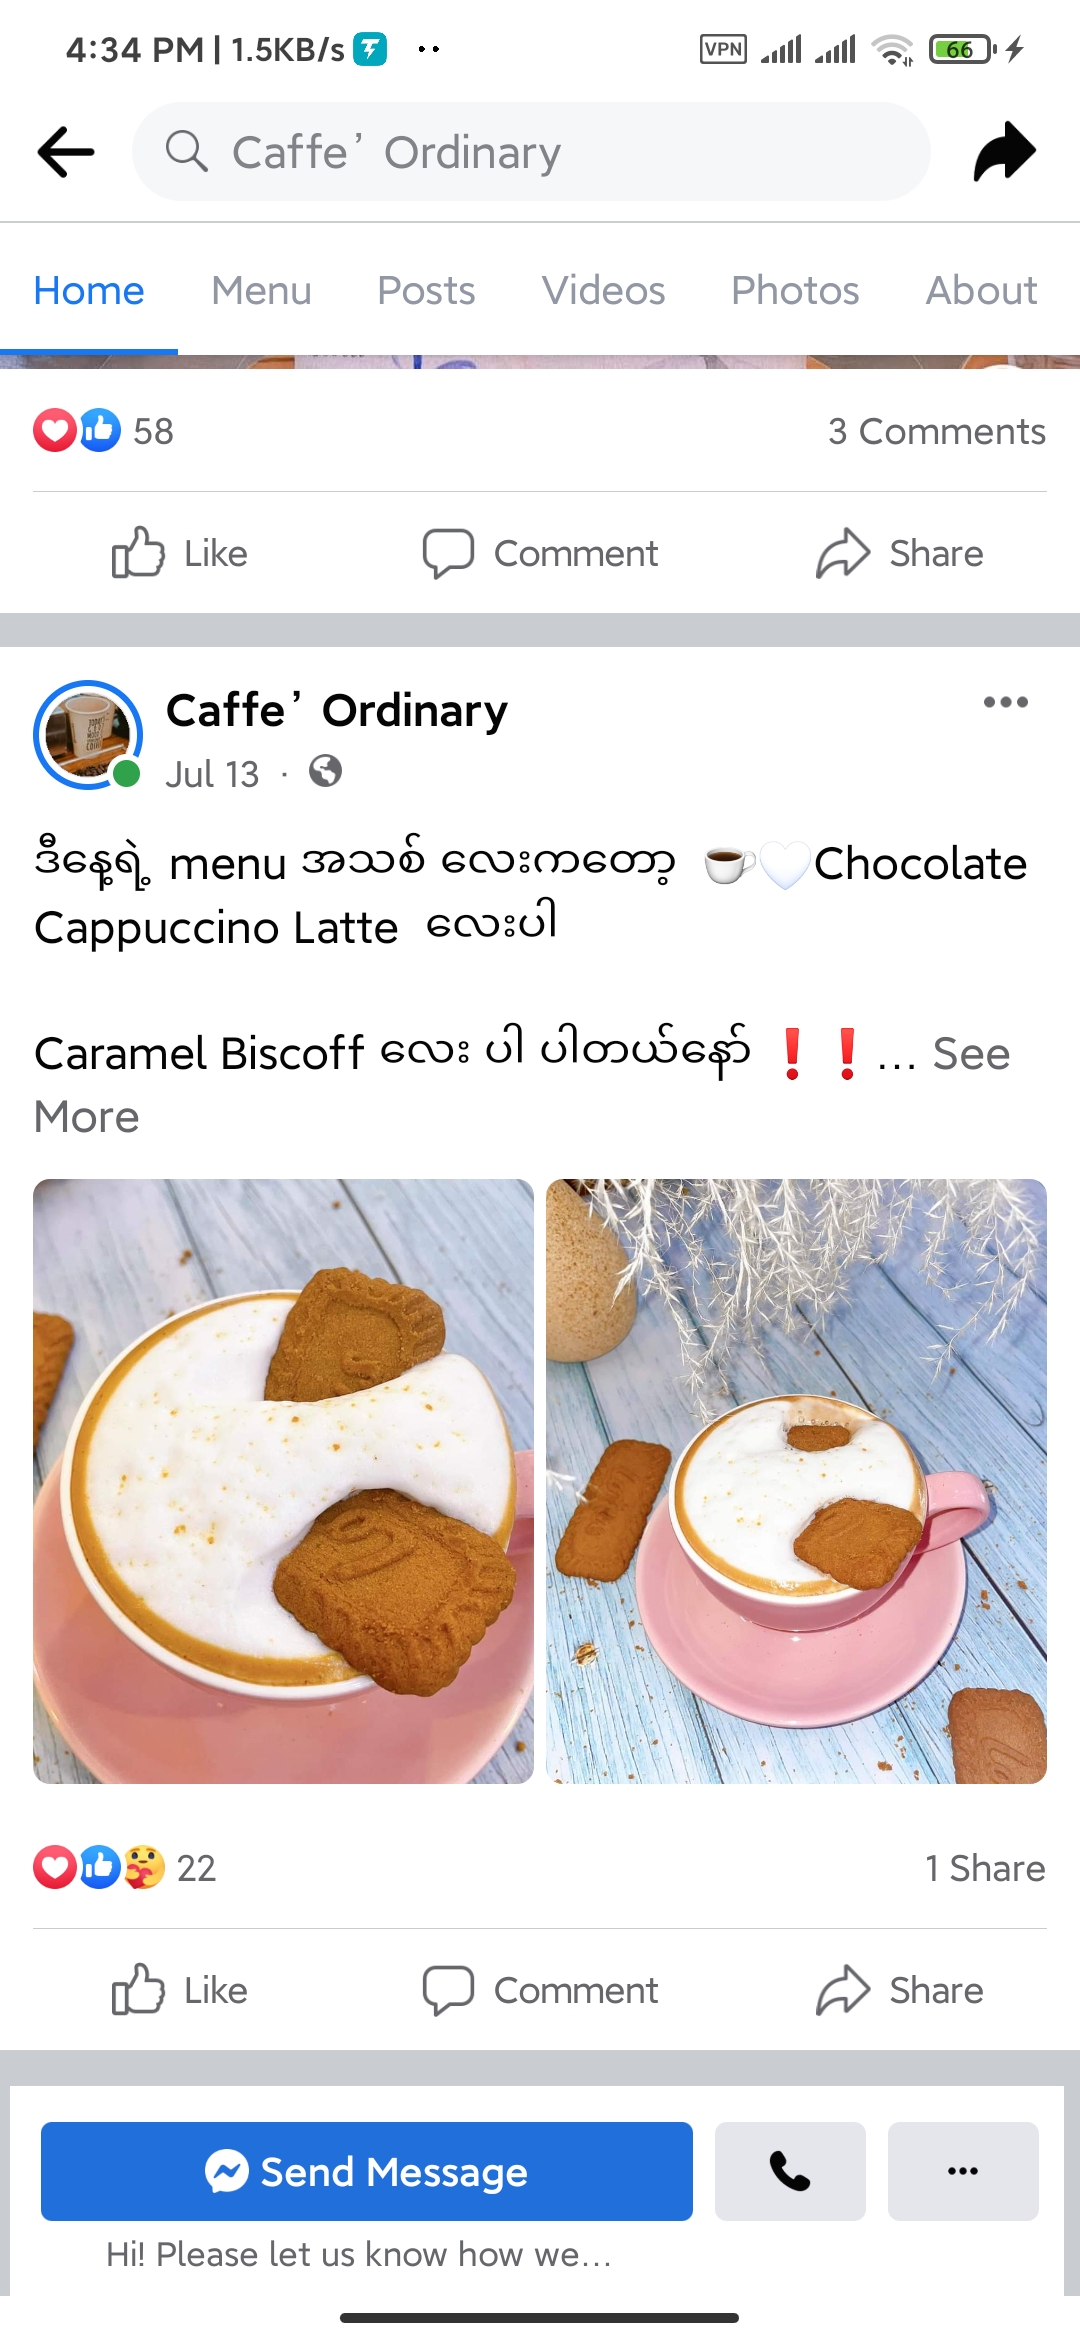 4:34 PM | 1.5KB/s
VPN
66
Caffe’ Ordinary
Home Menu Posts Videos Photos About
58
3 Comments
Like Comment Share
Caffe’ Ordinary
Jul 13 ·
ဒီနေ့ရဲ့ menu အသစ် လေးကတော့ ☕🤍Chocolate
Cappuccino Latte လေးပါ
Caramel Biscoff လေး ပါ ပါတယ်နော် ❗❗... See
More
22
1 Share
Like Comment Share
Send Message
Hi! Please let us know how we...